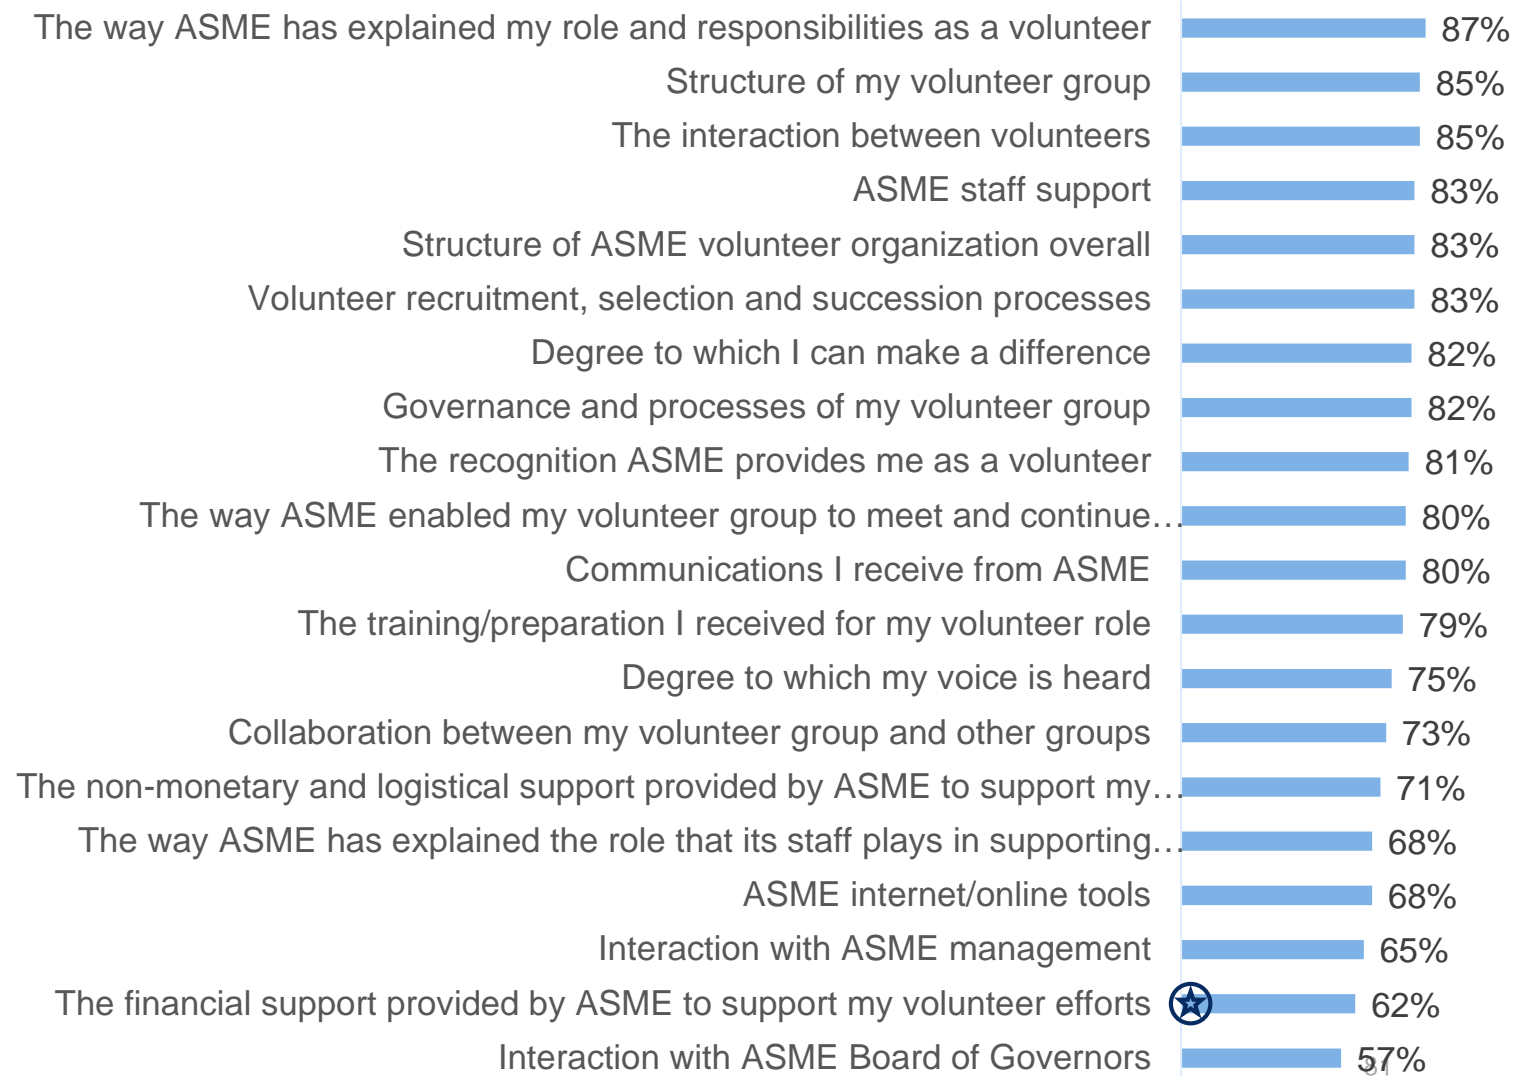 The way ASME has explained my role and responsibilities as a volunteer 87%
Structure of my volunteer group 85%
The interaction between volunteers 85%
ASME staff support 83%
Structure of ASME volunteer organization overall 83%
Volunteer recruitment, selection and succession processes 83%
Degree to which I can make a difference 82%
Governance and processes of my volunteer group 82%
The recognition ASME provides me as a volunteer 81%
The way ASME enabled my volunteer group to meet and continue… 80%
Communications I receive from ASME 80%
The training/preparation I received for my volunteer role 79%
Degree to which my voice is heard 75%
Collaboration between my volunteer group and other groups 73%
The non-monetary and logistical support provided by ASME to support my… 71%
The way ASME has explained the role that its staff plays in supporting… 68%
ASME internet/online tools 68%
Interaction with ASME management 65%
The financial support provided by ASME to support my volunteer efforts 62%
Interaction with ASME Board of Governors 57%